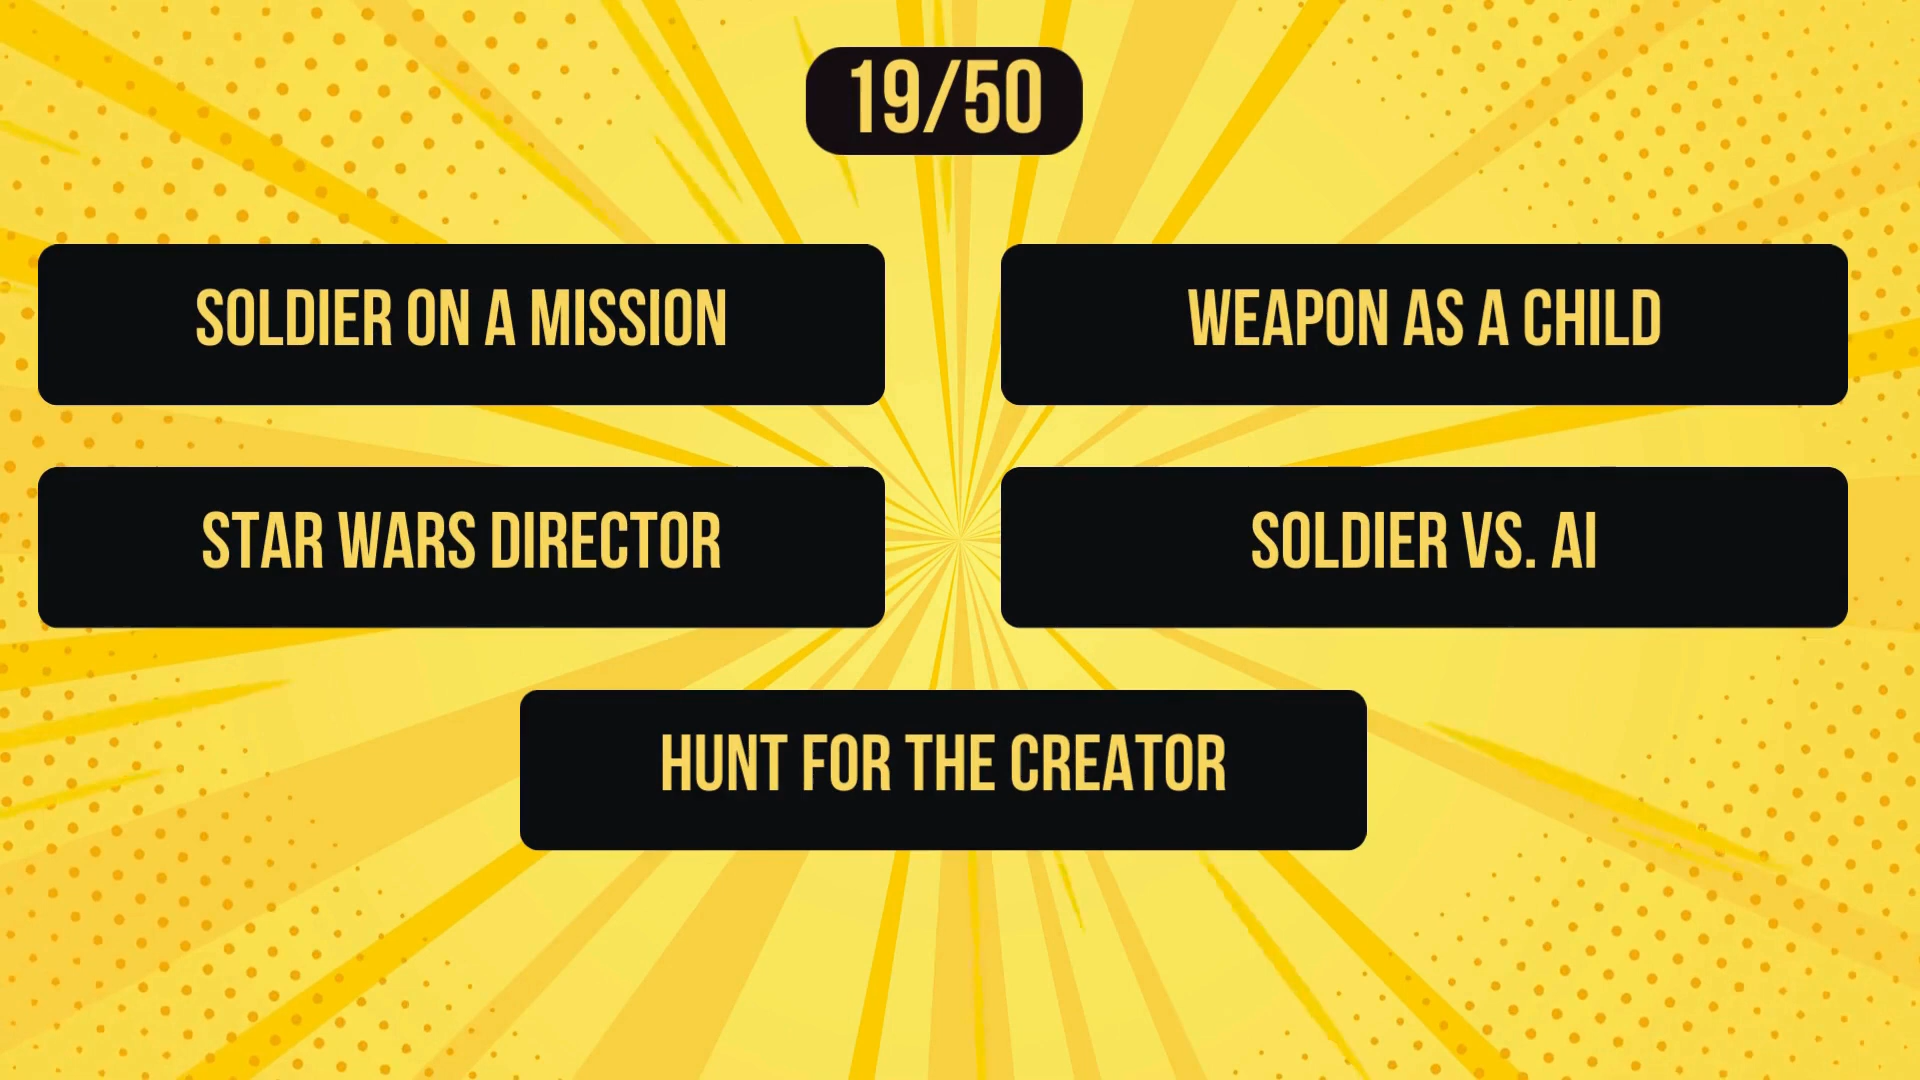 19/50
SOLDIER ON A MISSION
WEAPON AS A CHILD
STAR WARS DIRECTOR
SOLDIER VS. AI
HUNT FOR THE CREATOR